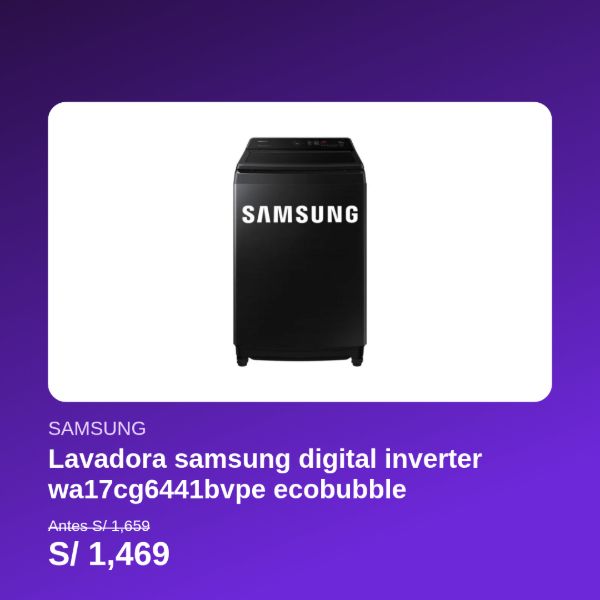 SAMSUNG
SAMSUNG
Lavadora samsung digital inverter
wa17cg6441bvpe ecobubble
Antes S/ 1,659
S/ 1,469